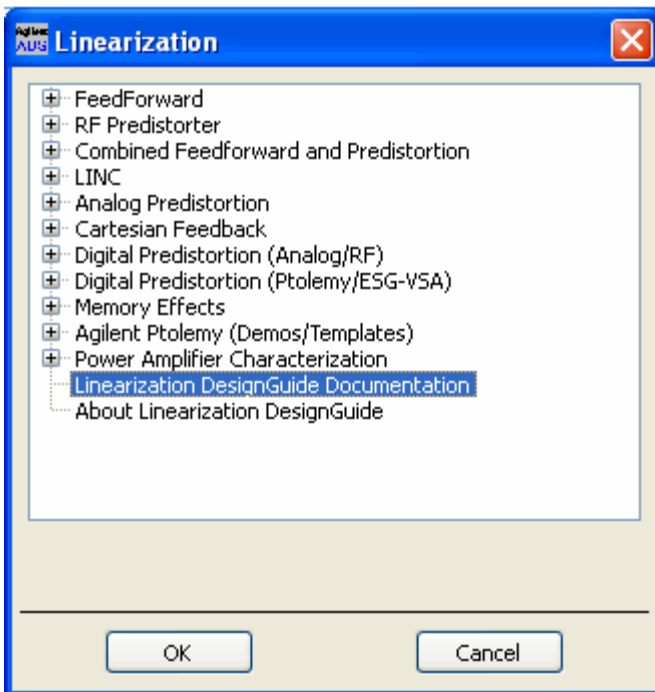 Agilent
ADS
Linearization
FeedForward
RF Predistorter
Combined Feedforward and Predistortion
LINC
Analog Predistortion
Cartesian Feedback
Digital Predistortion (Analog/RF)
Digital Predistortion (Ptolemy/ESG-VSA)
Memory Effects
Agilent Ptolemy (Demos/Templates)
Power Amplifier Characterization
Linearization DesignGuide Documentation
About Linearization DesignGuide
OK Cancel